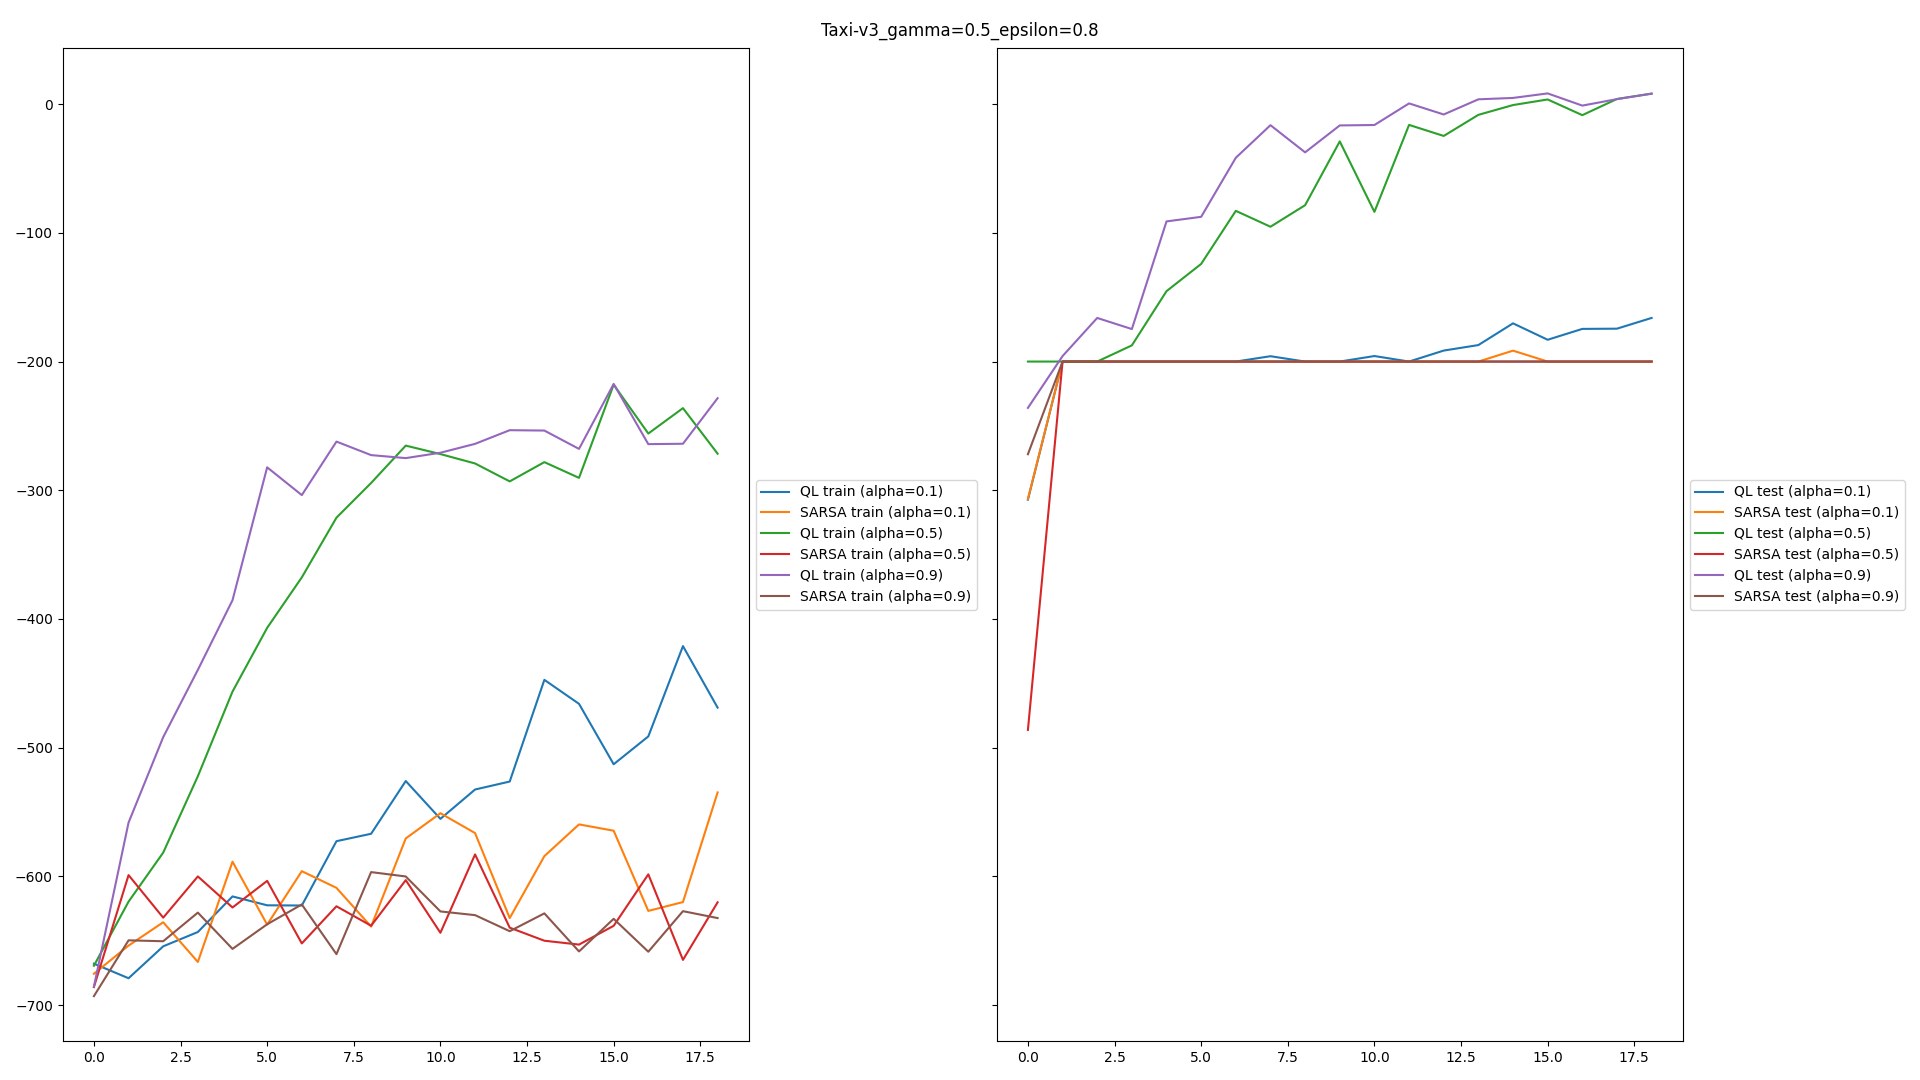 Taxi-v3_gamma=0.5_epsilon=0.8
0
−100
−200
−300
−400
−500
−600
−700
0.0 2.5 5.0 7.5 10.0 12.5 15.0 17.5
QL train (alpha=0.1)
SARSA train (alpha=0.1)
QL train (alpha=0.5)
SARSA train (alpha=0.5)
QL train (alpha=0.9)
SARSA train (alpha=0.9)
0.0 2.5 5.0 7.5 10.0 12.5 15.0 17.5
QL test (alpha=0.1)
SARSA test (alpha=0.1)
QL test (alpha=0.5)
SARSA test (alpha=0.5)
QL test (alpha=0.9)
SARSA test (alpha=0.9)